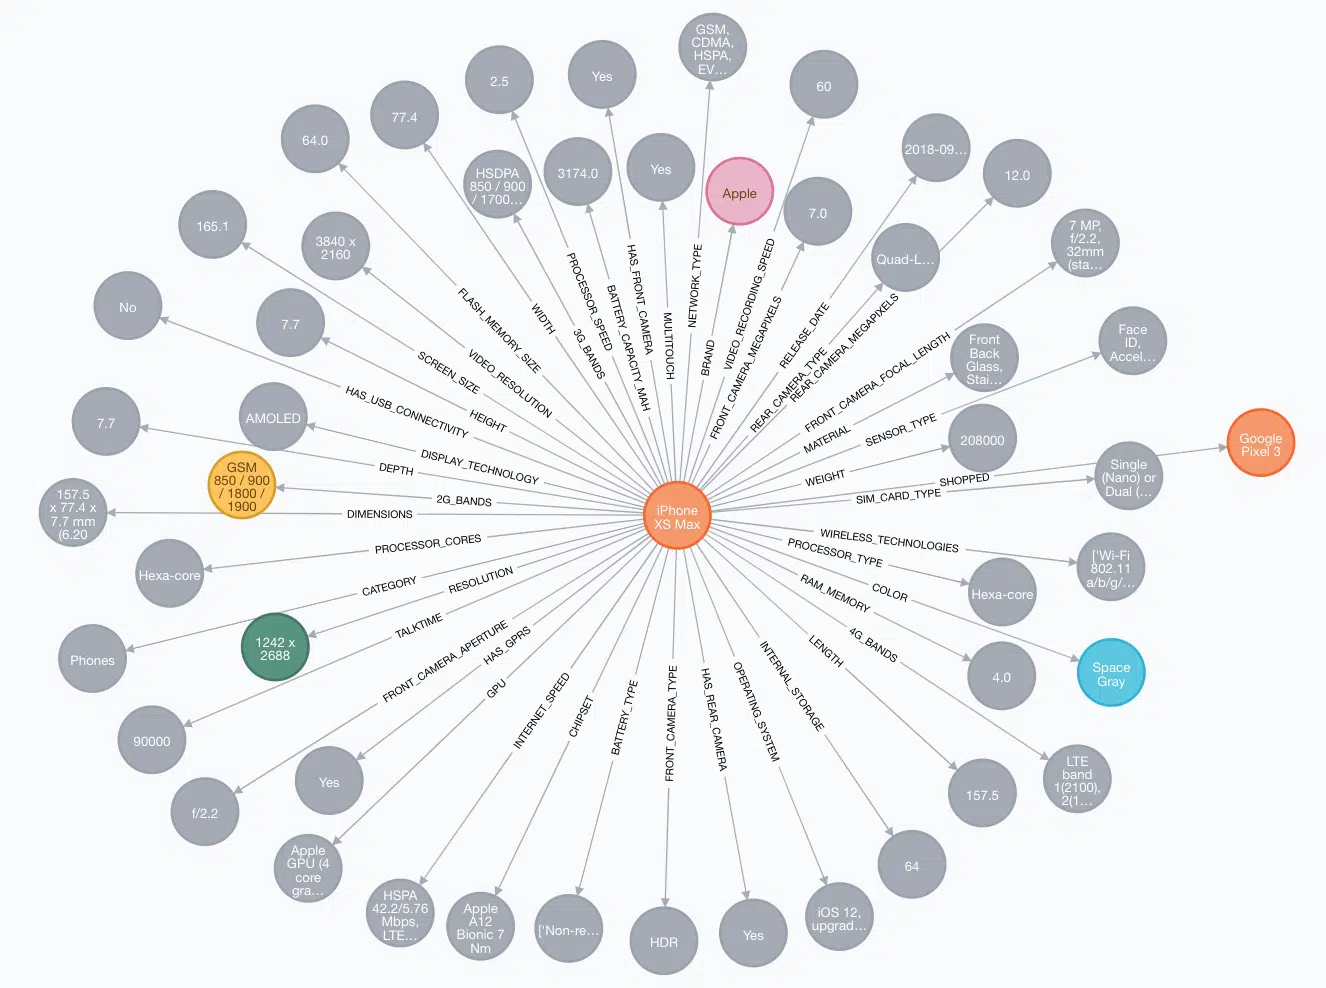 GSM,
CDMA,
HSPA,
EV...
2.5
Yes
60
77.4
64.0
2018-09...
12.0
HSDPA
850 / 900
/ 1700...
3174.0
Yes
Apple
7.0
165.1
3840 x
2160
Quad-L...
7 MP,
f/2.2,
32mm
(sta...
No
7.7
Front
Back
Glass,
Stai...
Face
ID,
Accel...
7.7
AMOLED
208000
Google
Pixel 3
GSM
850 / 900
/ 1800 /
1900
Single
(Nano) or
Dual (...
157.5
x 77.4 x
7.7 mm
(6.20
iPhone
XS Max
Hexa-core
['Wi-Fi
802.11
a/b/g/...
Hexa-core
Phones
1242 x
2688
4.0
Space
Gray
90000
Yes
f/2.2
157.5
LTE
band
1(2100),
2(1...
Apple
GPU (4
core
gra...
64
HSPA
42.2/5.76
Mbps,
LTE...
Apple
A12
Bionic 7
Nm
['Non-re...
HDR
Yes
iOS 12,
upgrad...
NETWORK_TYPE
BRAND
VIDEO_RECORDING_SPEED
FRONT_CAMERA_MEGAPIXELS
RELEASE_DATE
REAR_CAMERA_TYPE
REAR_CAMERA_MEGAPIXELS
FRONT_CAMERA_FOCAL_LENGTH
MATERIAL
SENSOR_TYPE
WEIGHT
SHOPPED
SIM_CARD_TYPE
WIRELESS_TECHNOLOGIES
PROCESSOR_TYPE
COLOR
RAM_MEMORY
4G_BANDS
LENGTH
INTERNAL_STORAGE
OPERATING_SYSTEM
HAS_REAR_CAMERA
FRONT_CAMERA_TYPE
BATTERY_TYPE
CHIPSET
INTERNET_SPEED
GPU
HAS_GPRS
FRONT_CAMERA_APERTURE
TALKTIME
RESOLUTION
CATEGORY
PROCESSOR_CORES
DIMENSIONS
2G_BANDS
DEPTH
DISPLAY_TECHNOLOGY
HAS_USB_CONNECTIVITY
HEIGHT
SCREEN_SIZE
VIDEO_RESOLUTION
FLASH_MEMORY_SIZE
WIDTH
3G_BANDS
PROCESSOR_SPEED
BATTERY_CAPACITY_MAH
HAS_FRONT_CAMERA
MULTITOUCH